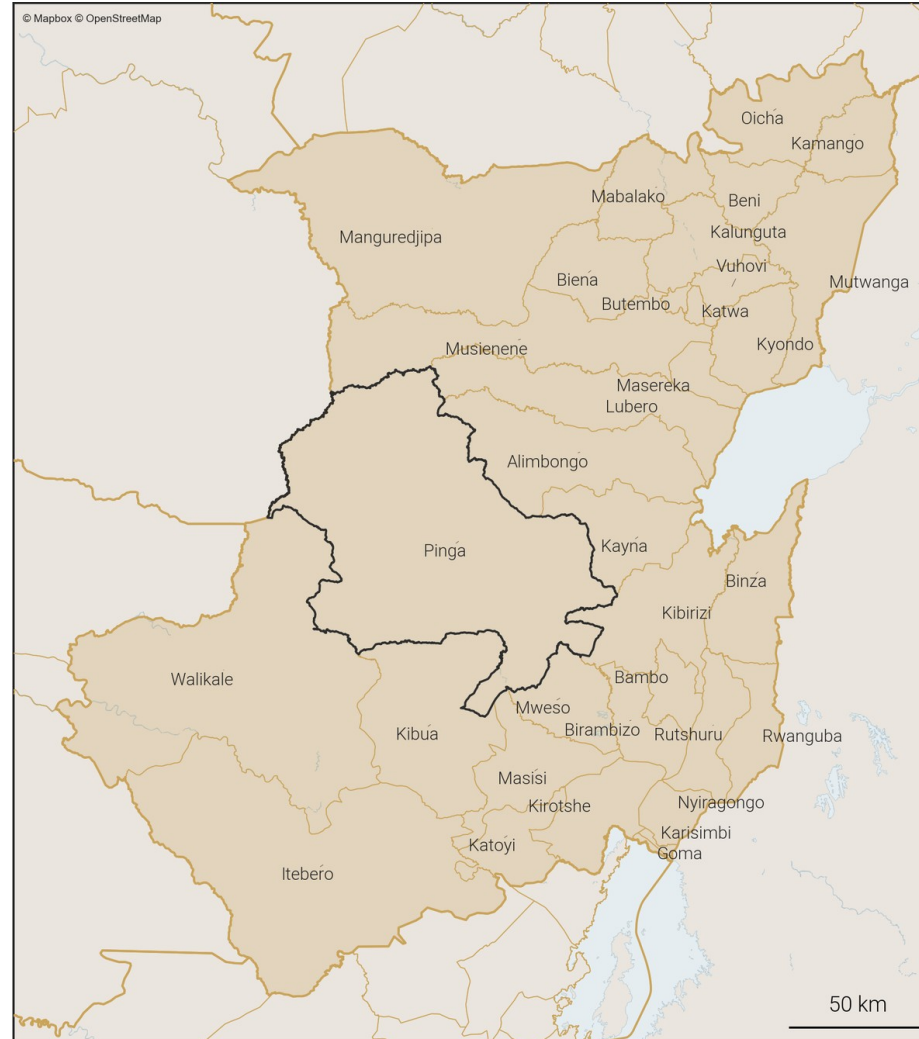 © Mapbox © OpenStreetMap
Oicha
Kamango
Mabalako
Beni
Manguredjipa
Kalunguta
Vuhovi
Biena
Mutwanga
Butembo
Katwa
Musienene
Kyondo
Masereka
Lubero
Alimbongo
Kayna
Pinga
Binza
Kibirizi
Walikale
Bambo
Mweso
Birambizo
Kibua
Rutshuru
Rwanguba
Masisi
Kirotshe
Nyiragongo
Karisimbi
Katoyi
Goma
Itebero
50 km